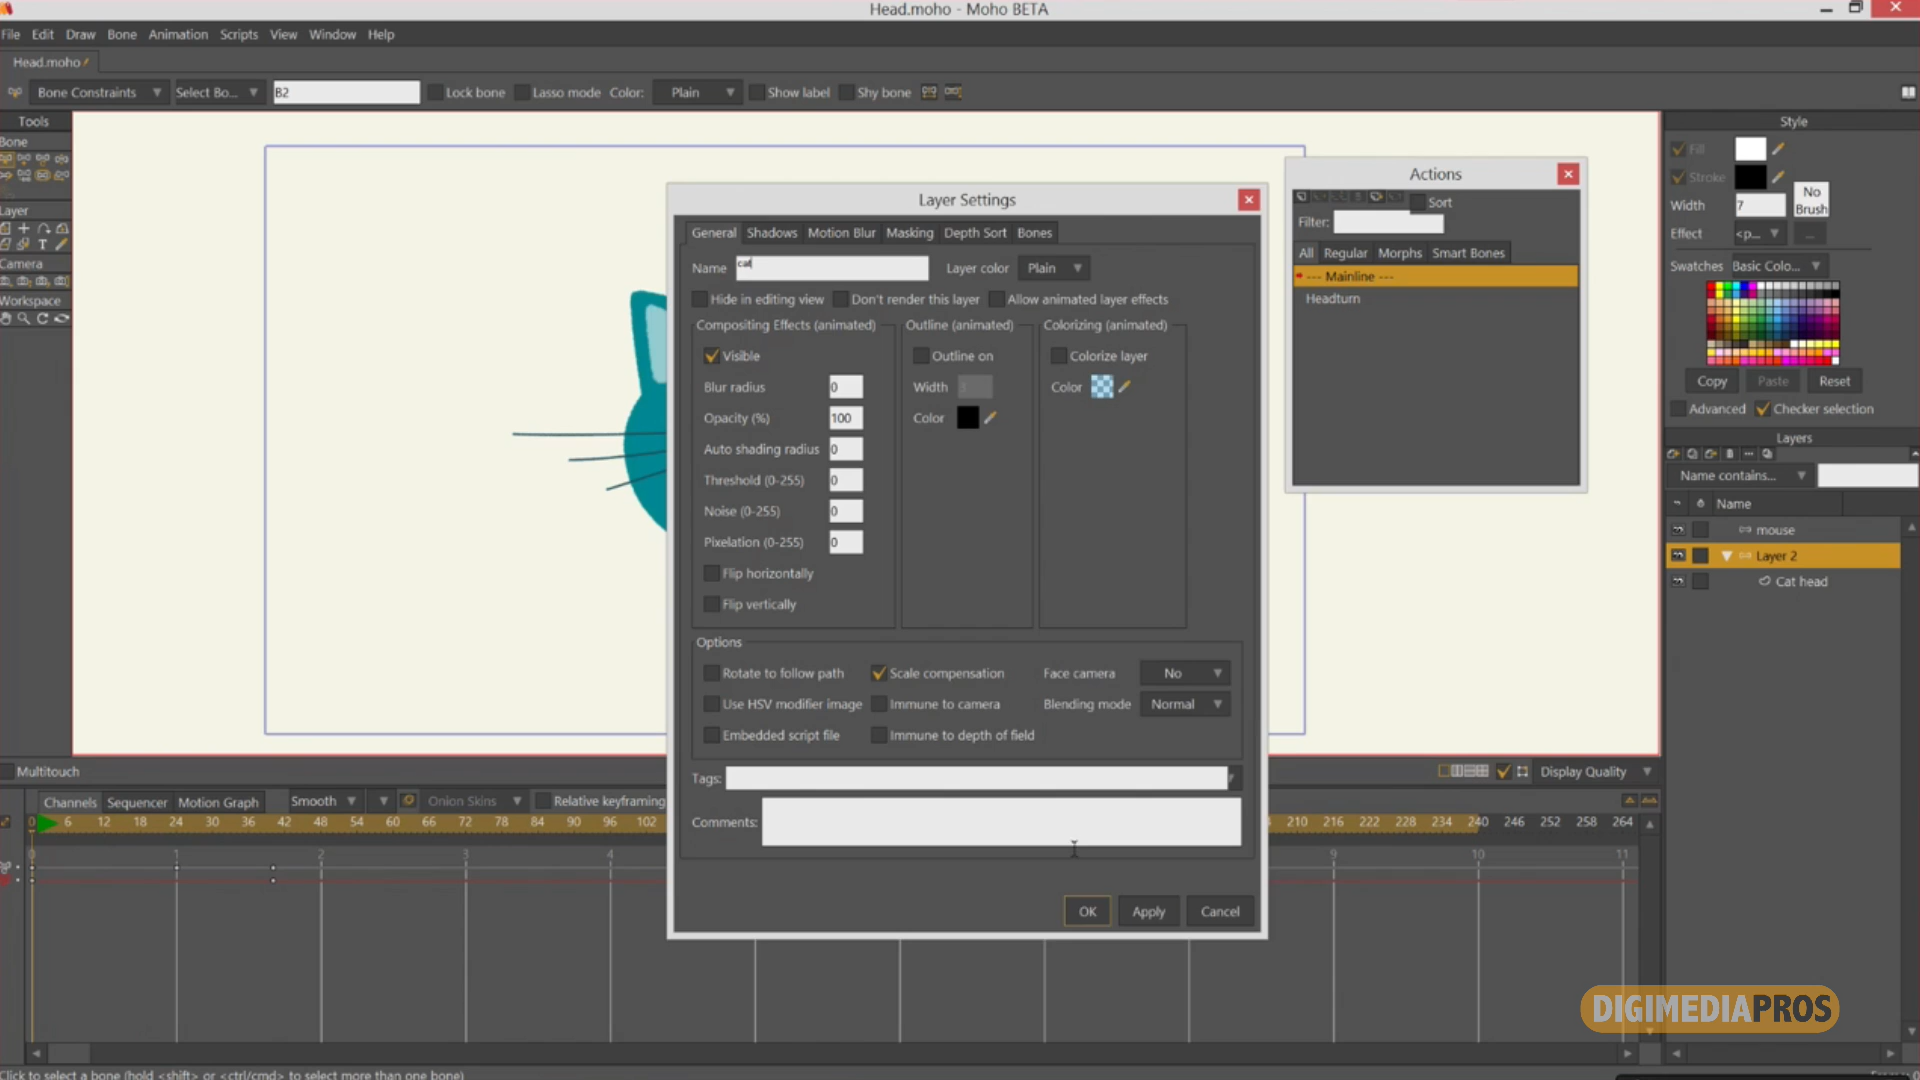 Head.moho - Moho BETA
File Edit Draw Bone Animation Scripts View Window Help
Head.moho
Bone Constraints Select Bo... B2 Lock bone Lasso mode Color: Plain Show label Shy bone
Tools
Bone
Layer
Camera
Workspace
Layer Settings
General Shadows Motion Blur Masking Depth Sort Bones
Name cat Layer color Plain
Hide in editing view Don't render this layer Allow animated layer effects
Compositing Effects (animated) Outline (animated) Colorizing (animated)
Visible Outline on Colorize layer
Blur radius 0 Width Color
Opacity (%) 100 Color
Auto shading radius 0
Threshold (0-255) 0
Noise (0-255) 0
Pixelation (0-255) 0
Flip horizontally
Flip vertically
Options
Rotate to follow path Scale compensation Face camera No
Use HSV modifier image Immune to camera Blending mode Normal
Embedded script file Immune to depth of field
Tags:
Comments:
OK Apply Cancel
Actions
Sort
Filter:
All Regular Morphs Smart Bones
--- Mainline ---
Headturn
Style
Fill
Stroke
No Brush
Width 7
Effect <p... ...
Swatches Basic Colo...
Copy Paste Reset
Advanced Checker selection
Layers
Name contains...
Name
mouse
Layer 2
Cat head
Multitouch Display Quality
Channels Sequencer Motion Graph Smooth Onion Skins Relative keyframing
0 6 12 18 24 30 36 42 48 54 60 66 72 78 84 90 96 102 210 216 222 228 234 240 246 252 258 264
0 1 2 3 4 9 10 11
DIGIMEDIAPROS
Click to select a bone (hold <shift> or <ctrl/cmd> to select more than one bone)